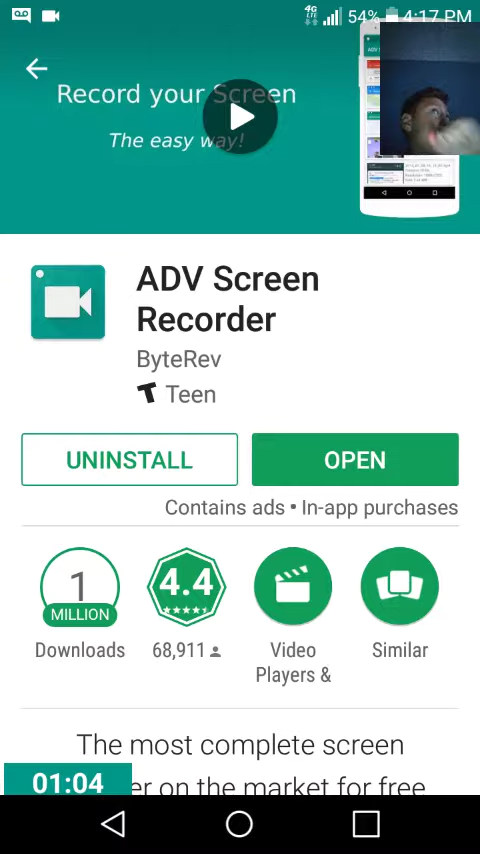 4G
LTE
54%
4:17 PM
Record your Screen
The easy way!
ADV Screen
Recorder
ByteRev
Teen
UNINSTALL
OPEN
Contains ads • In-app purchases
1
MILLION
4.4
Downloads
68,911
Video
Players &
Similar
The most complete screen
01:04
er on the market for free